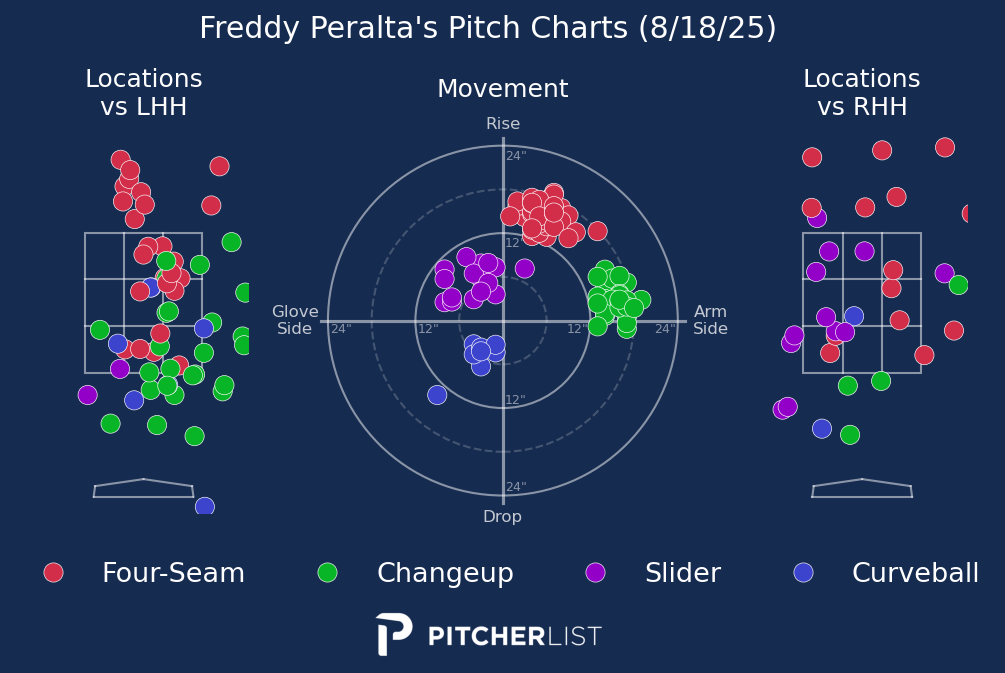 Freddy Peralta's Pitch Charts (8/18/25)
Locations
vs LHH
Movement
Locations
vs RHH
Rise
24"
12"
Glove
Side
24"
12"
12"
24"
Arm
Side
12"
24"
Drop
Four-Seam
Changeup
Slider
Curveball
PITCHERLIST